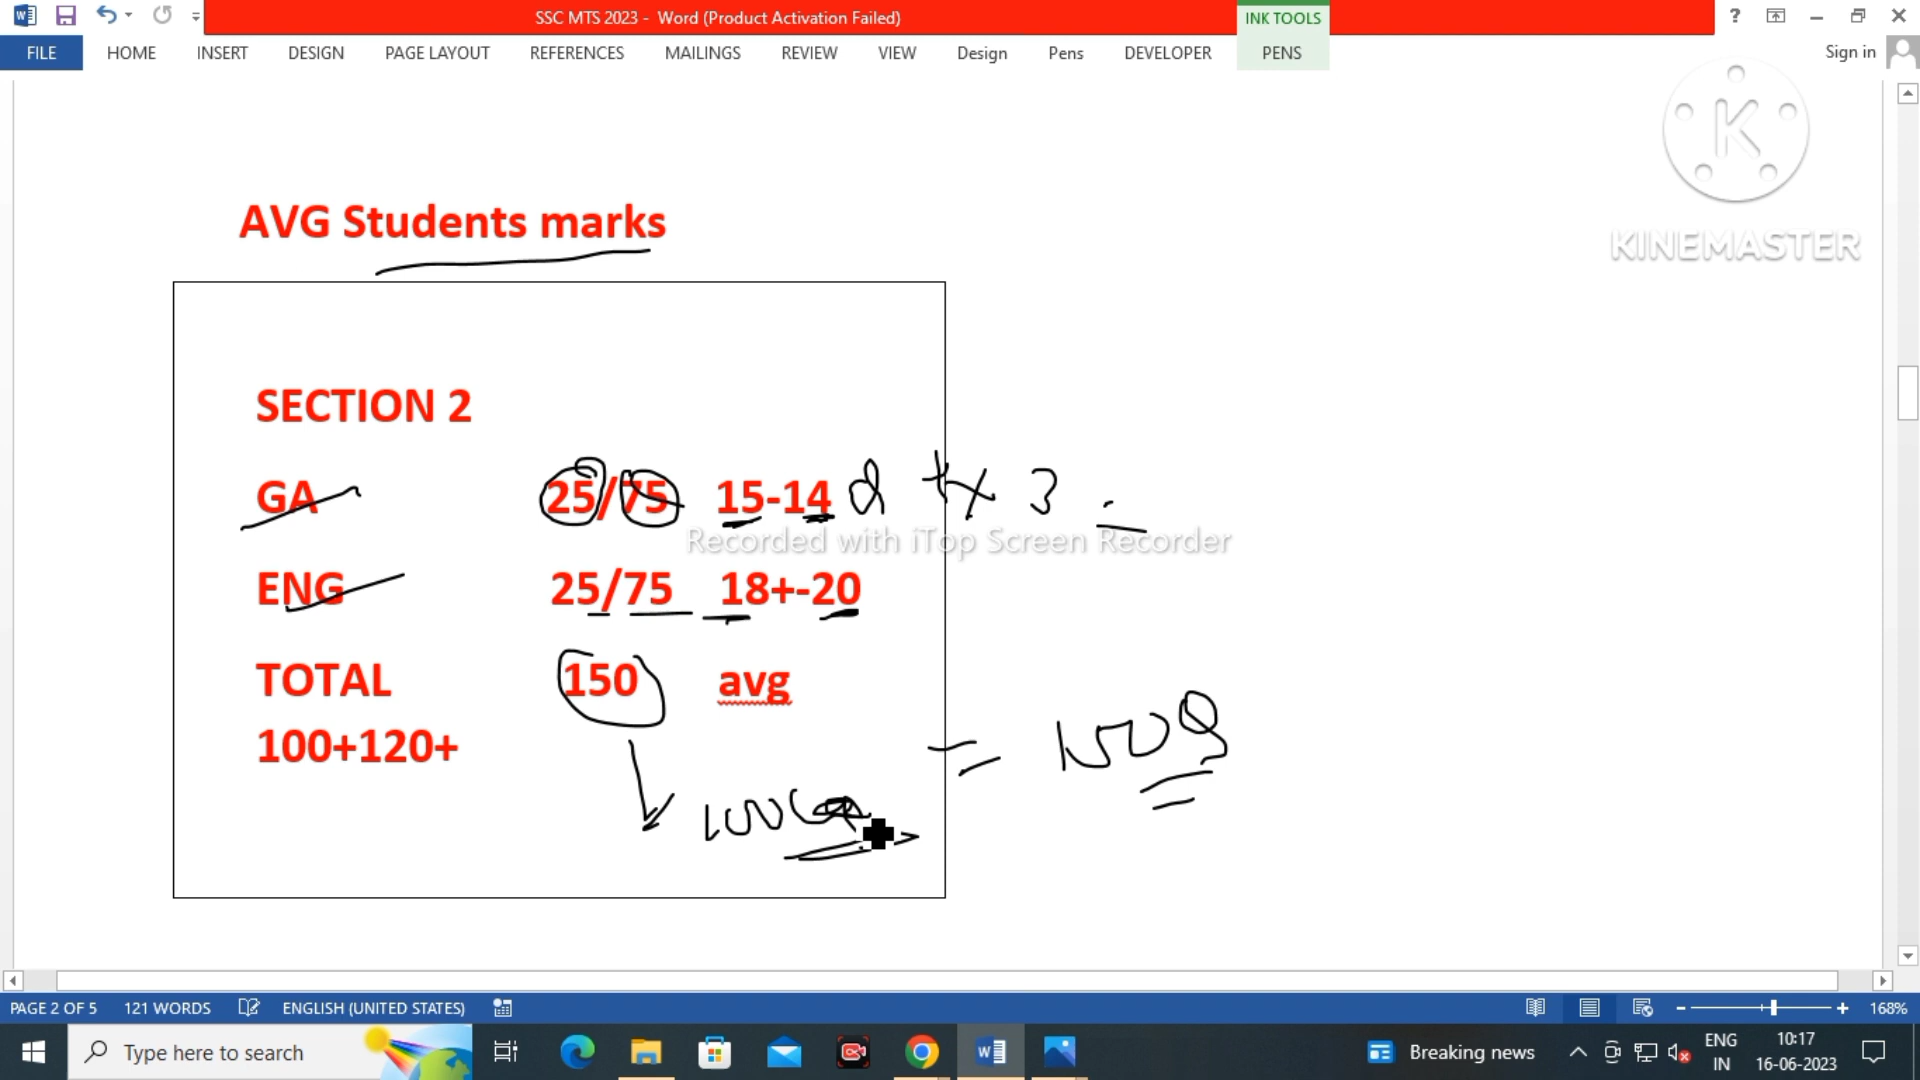 SSC MTS 2023 - Word (Product Activation Failed)
INK TOOLS
?
FILE HOME INSERT DESIGN PAGE LAYOUT REFERENCES MAILINGS REVIEW VIEW Design Pens DEVELOPER PENS
Sign in
K
KINEMASTER
AVG Students marks
SECTION 2
GA 25/75 15-14 x 3
Recorded with iTop Screen Recorder
ENG 25/75 18+-20
TOTAL 150 avg
100+120+
= 150
100
PAGE 2 OF 5 121 WORDS ENGLISH (UNITED STATES) 168%
Type here to search
Breaking news
ENG
IN
10:17
16-06-2023